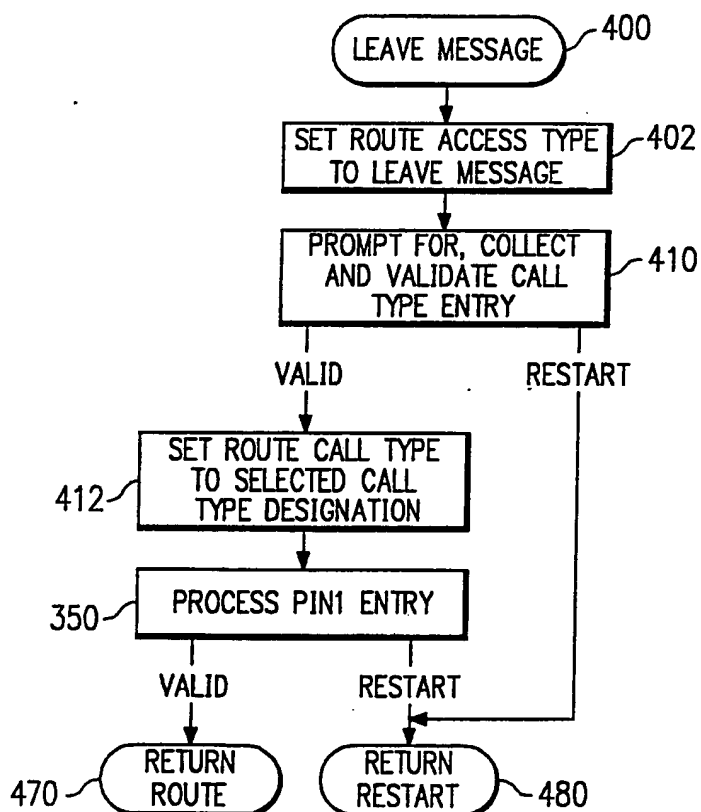 LEAVE MESSAGE
400
SET ROUTE ACCESS TYPE
TO LEAVE MESSAGE
402
PROMPT FOR, COLLECT
AND VALIDATE CALL
TYPE ENTRY
410
VALID
RESTART
SET ROUTE CALL TYPE
TO SELECTED CALL
TYPE DESIGNATION
412
PROCESS PIN1 ENTRY
350
VALID
RESTART
470
RETURN
ROUTE
RETURN
RESTART
480